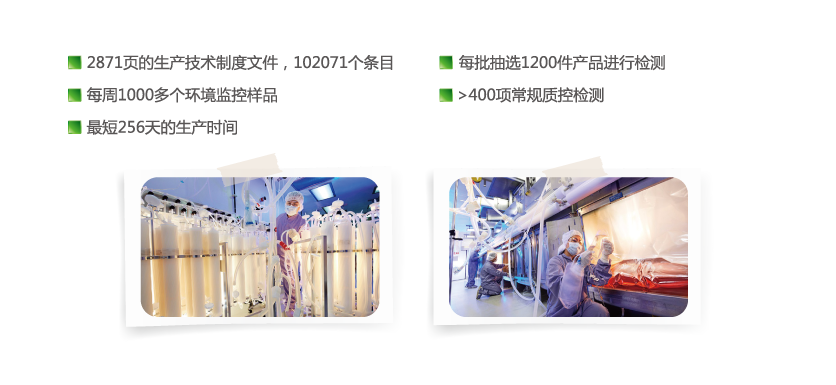 2871页的生产技术制度文件，102071个条目
每周1000多个环境监控样品
最短256天的生产时间
每批抽选1200件产品进行检测
>400项常规质控检测